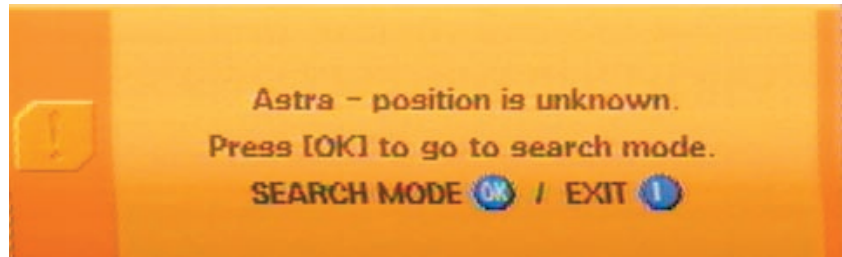 Astra - position is unknown.
Press [OK] to go to search mode.
SEARCH MODE OK / EXIT